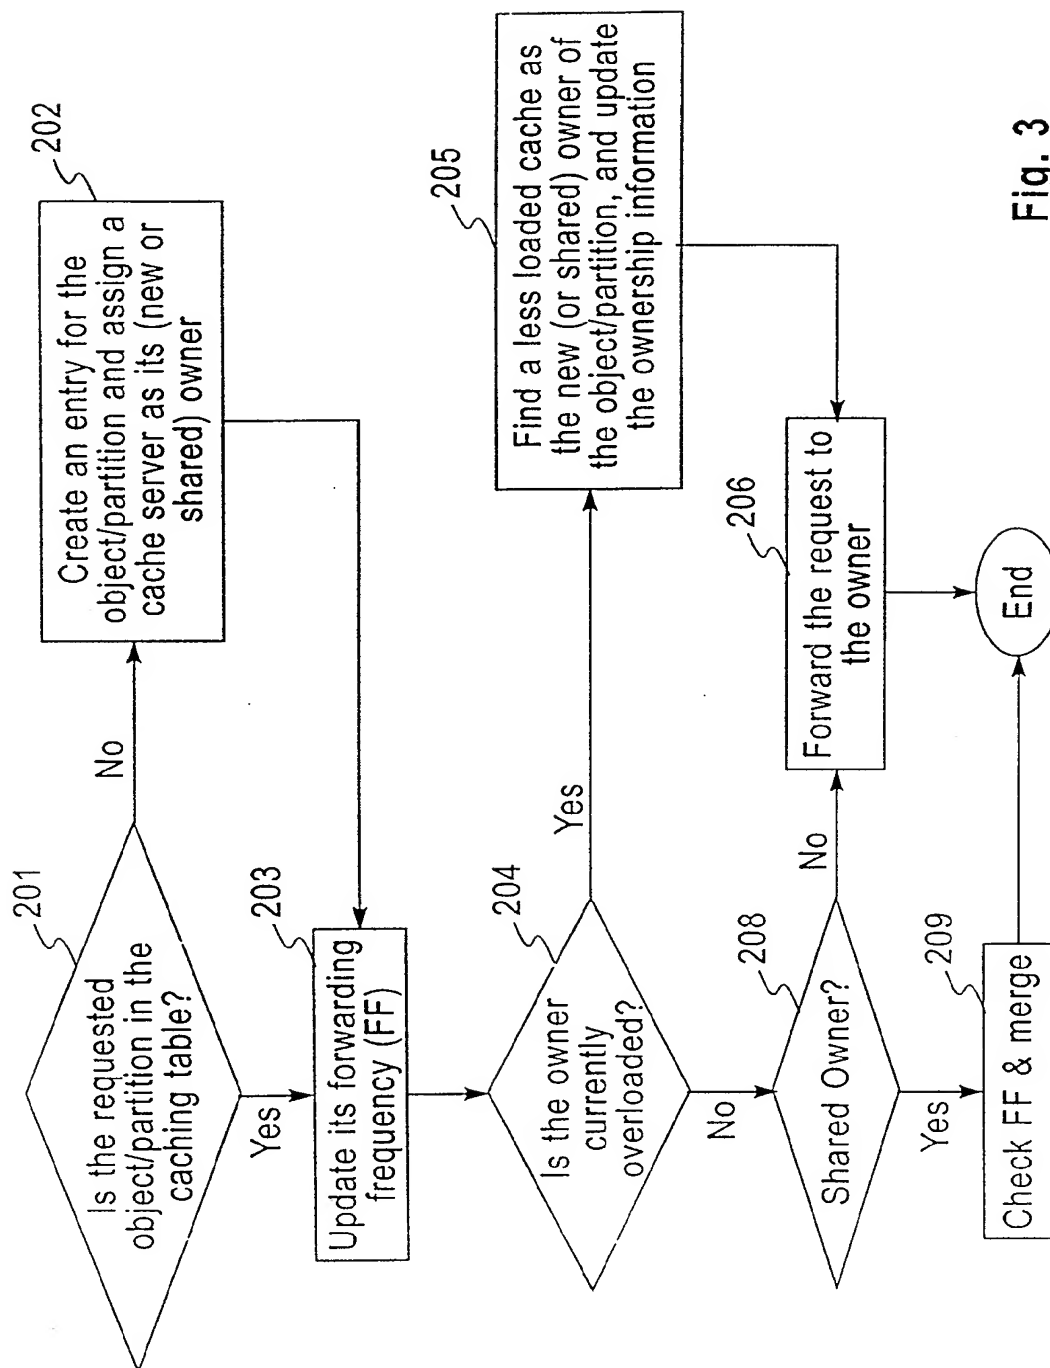 201
Is the requested
object/partition in the
caching table?
No
Yes
202
Create an entry for the
object/partition and assign a
cache server as its (new or
shared) owner
203
Update its forwarding
frequency (FF)
204
Is the owner
currently
overloaded?
Yes
No
205
Find a less loaded cache as
the new (or shared) owner of
the object/partition, and update
the ownership information
208
Shared Owner?
No
Yes
206
Forward the request to
the owner
209
Check FF & merge
End
Fig. 3